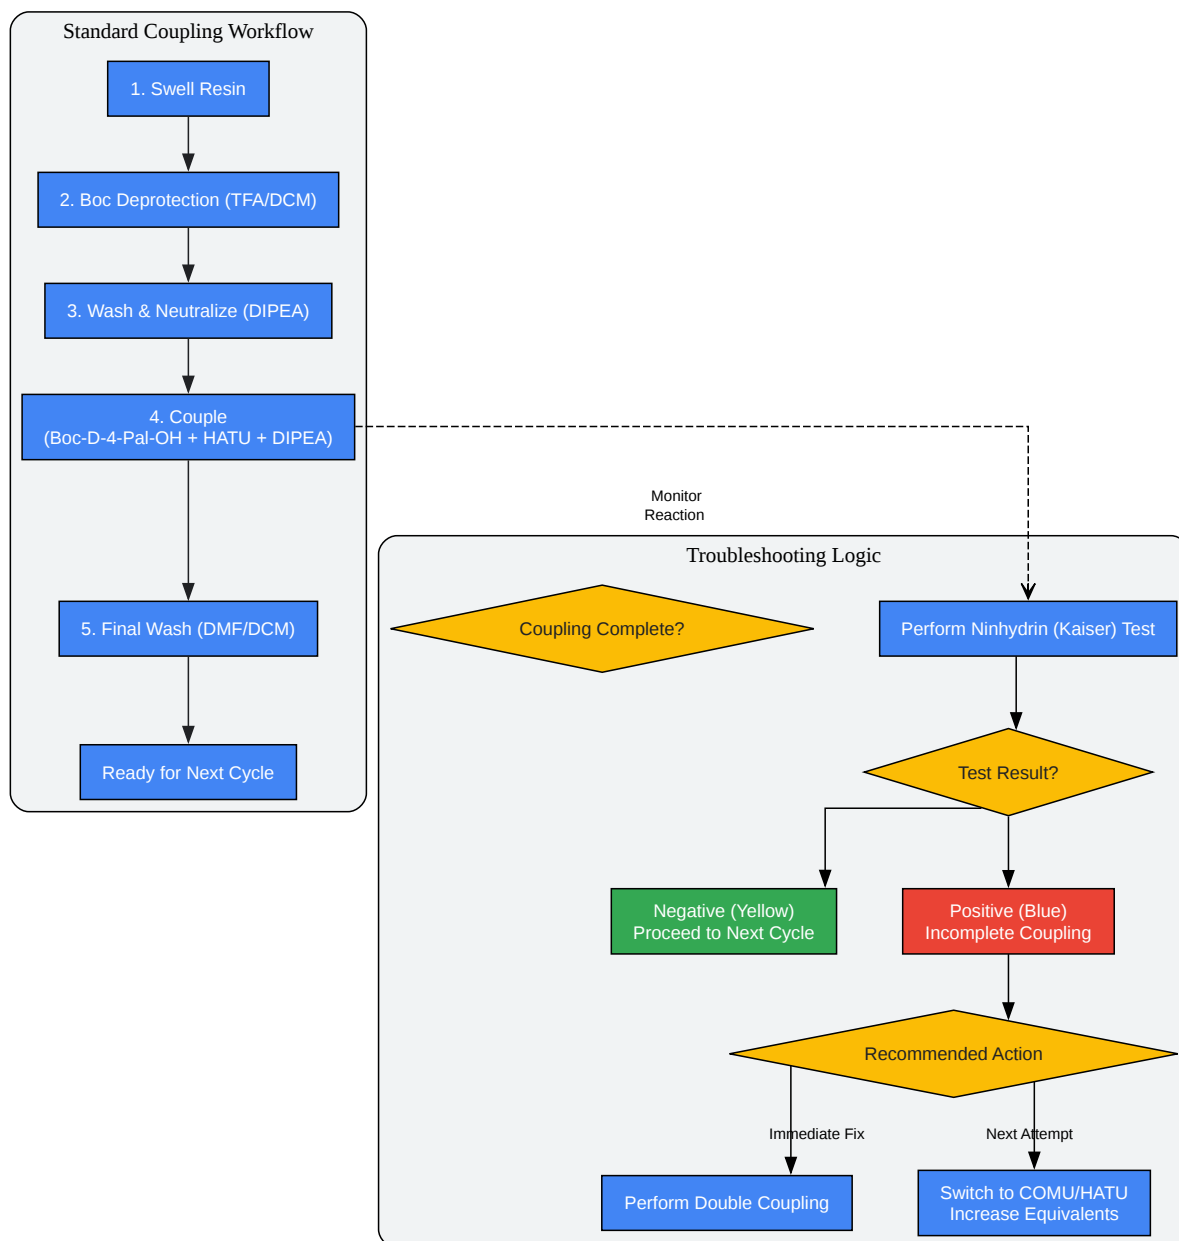 Standard Coupling Workflow
1. Swell Resin
2. Boc Deprotection (TFA/DCM)
3. Wash & Neutralize (DIPEA)
4. Couple
(Boc-D-4-Pal-OH + HATU + DIPEA)
5. Final Wash (DMF/DCM)
Ready for Next Cycle
Monitor
Reaction
Troubleshooting Logic
Coupling Complete?
Perform Ninhydrin (Kaiser) Test
Test Result?
Negative (Yellow)
Proceed to Next Cycle
Positive (Blue)
Incomplete Coupling
Recommended Action
Immediate Fix
Next Attempt
Perform Double Coupling
Switch to COMU/HATU
Increase Equivalents